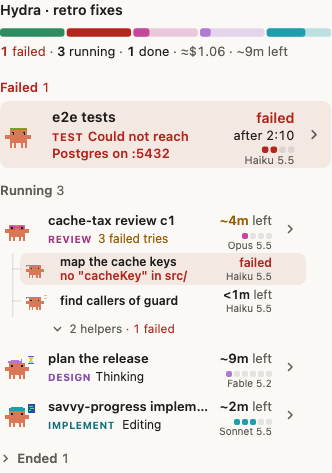 Hydra · retro fixes
1 failed · 3 running · 1 done · ≈$1.06 · ~9m left
Failed 1
e2e tests
failed
TEST Could not reach
after 2:10
Postgres on :5432
Haiku 5.5
Running 3
cache-tax review c1
~4m left
REVIEW 3 failed tries
Opus 5.5
map the cache keys
failed
no "cacheKey" in src/
Haiku 5.5
find callers of guard
<1m left
Haiku 5.5
2 helpers · 1 failed
plan the release
~9m left
DESIGN Thinking
Fable 5.2
savvy-progress implem...
~2m left
IMPLEMENT Editing
Sonnet 5.5
Ended 1